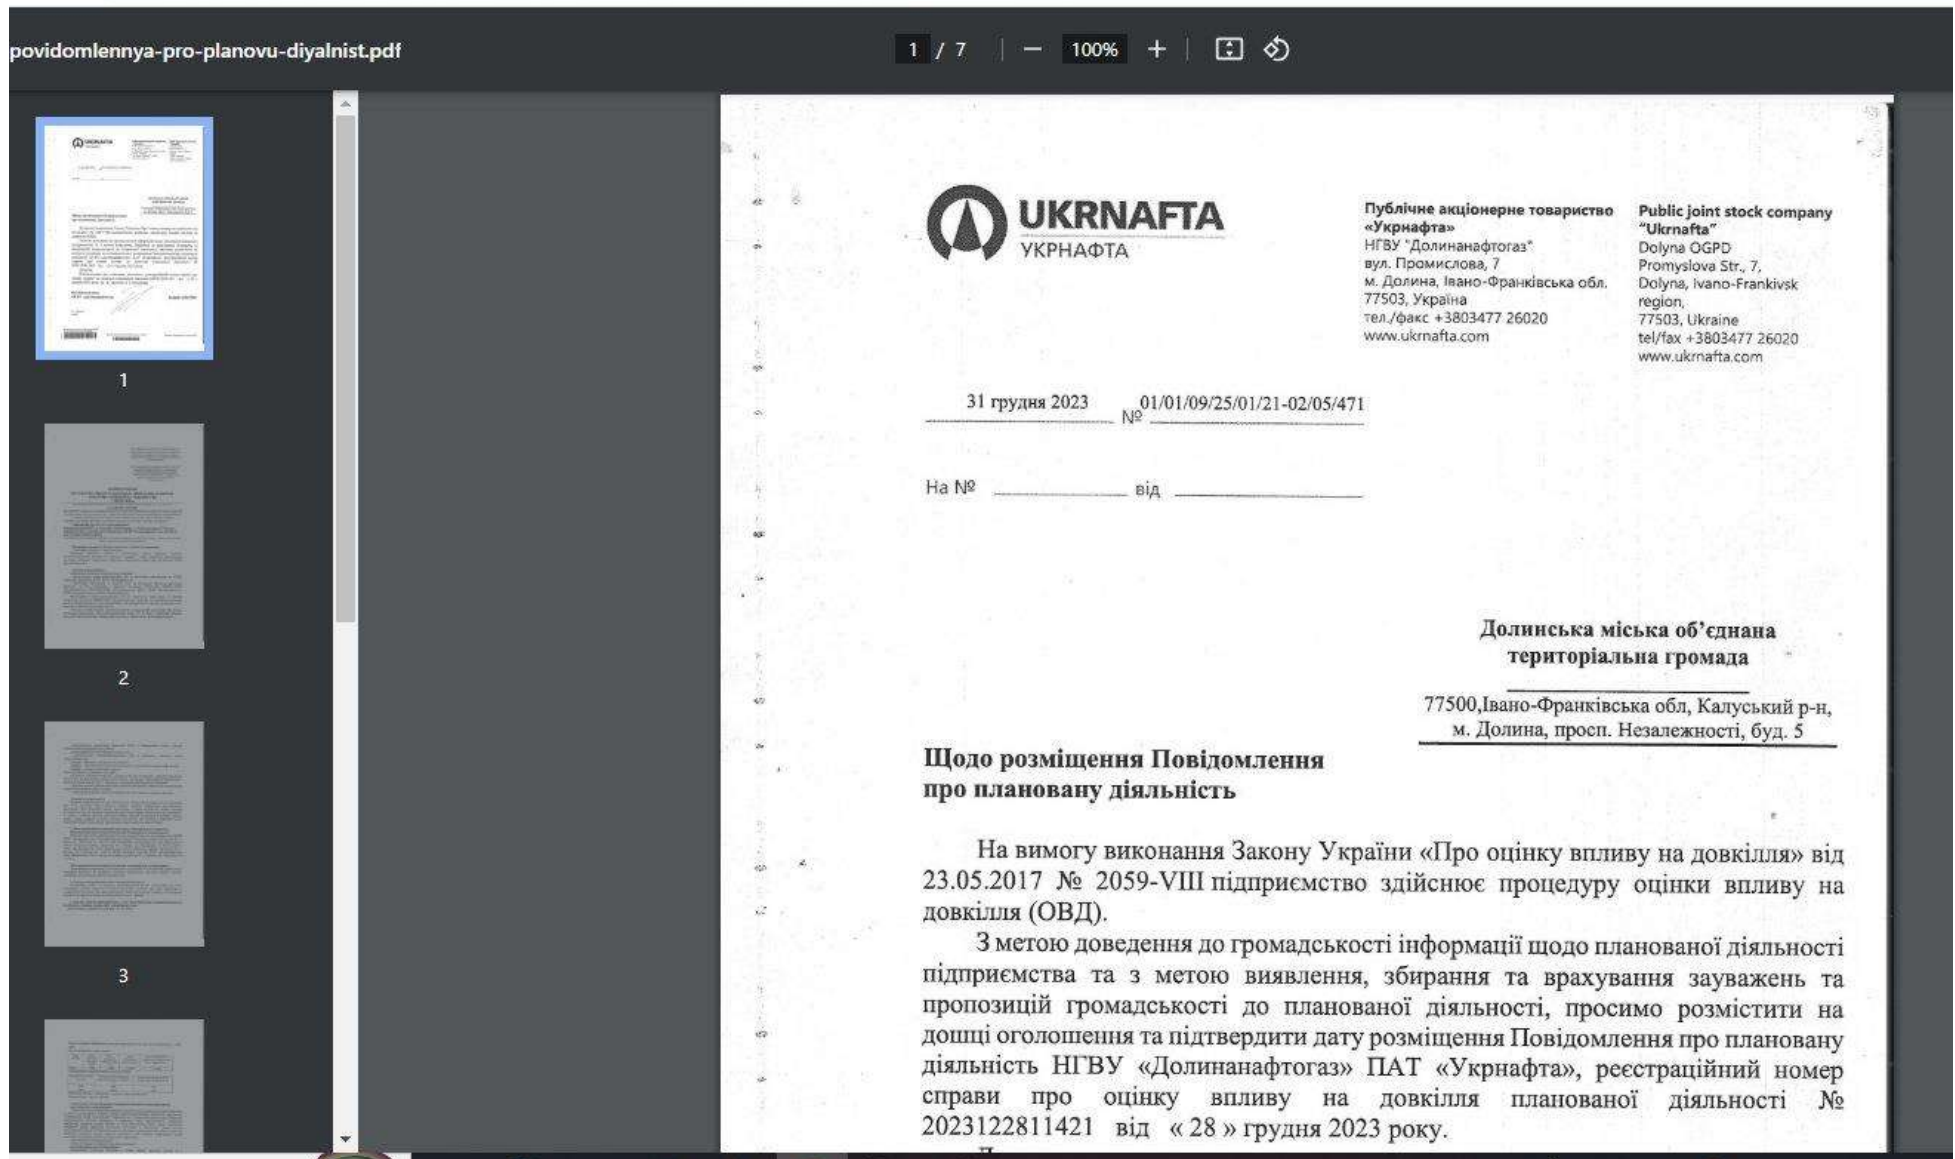 povidomlennya-pro-planovu-diyalnist.pdf
1 / 7
100%
1
2
3
UKRNAFTA
УКРНАФТА
Публічне акціонерне товариство
«Укрнафта»
НГВУ "Долинанафтогаз"
вул. Промислова, 7
м. Долина, Івано-Франківська обл.
77503, Україна
тел./факс +3803477 26020
www.ukrnafta.com
Public joint stock company
"Ukrnafta"
Dolyna OGPD
Promyslova Str., 7,
Dolyna, Ivano-Frankivsk
region,
77503, Ukraine
tel/fax +3803477 26020
www.ukrnafta.com
31 грудня 2023 № 01/01/09/25/01/21-02/05/471
На № від
Долинська міська об’єднана
територіальна громада
77500,Івано-Франківська обл, Калуський р-н,
м. Долина, просп. Незалежності, буд. 5
Щодо розміщення Повідомлення
про плановану діяльність
На вимогу виконання Закону України «Про оцінку впливу на довкілля» від
23.05.2017 № 2059-VIII підприємство здійснює процедуру оцінки впливу на
довкілля (ОВД).
З метою доведення до громадськості інформації щодо планованої діяльності
підприємства та з метою виявлення, збирання та врахування зауважень та
пропозицій громадськості до планованої діяльності, просимо розмістити на
дошці оголошення та підтвердити дату розміщення Повідомлення про плановану
діяльність НГВУ «Долинанафтогаз» ПАТ «Укрнафта», реєстраційний номер
справи про оцінку впливу на довкілля планованої діяльності №
2023122811421 від « 28 » грудня 2023 року.